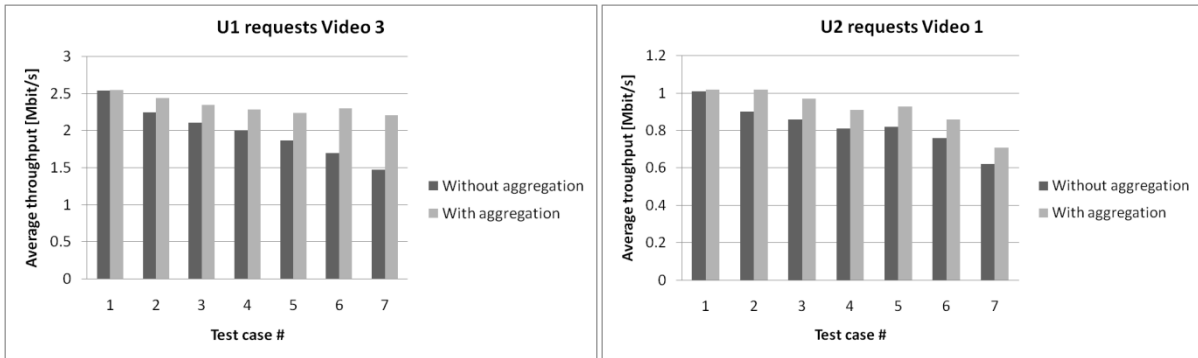 U1 requests Video 3
Average throughput [Mbit/s]
3
2.5
2
1.5
1
0.5
0
1 2 3 4 5 6 7
Test case #
Without aggregation
With aggregation
U2 requests Video 1
Average throughput [Mbit/s]
1.2
1
0.8
0.6
0.4
0.2
0
1 2 3 4 5 6 7
Test case #
Without aggregation
With aggregation